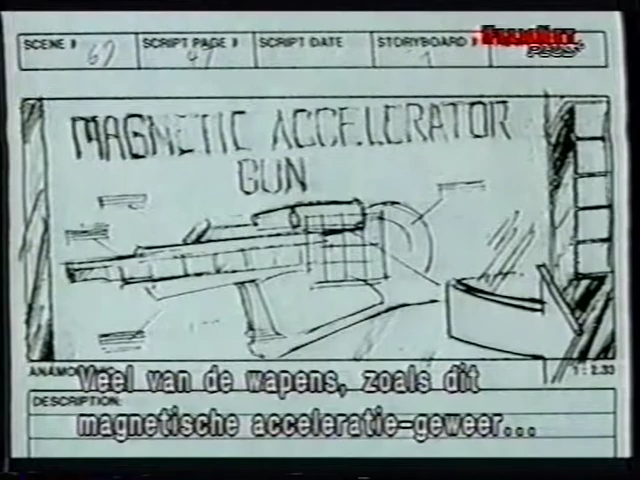 SCENE # SCRIPT PAGE # SCRIPT DATE STORYBOARD #
67 47 1
MAGNETIC ACCELERATOR
GUN
1: 2.35
Veel van de wapens, zoals dit
DESCRIPTION:
magnetische acceleratie-geweer...